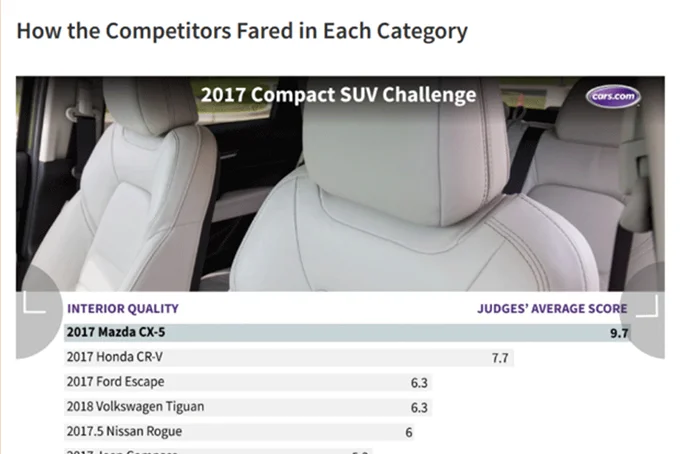 How the Competitors Fared in Each Category
2017 Compact SUV Challenge
cars.com
INTERIOR QUALITY JUDGES' AVERAGE SCORE
2017 Mazda CX-5 9.7
2017 Honda CR-V 7.7
2017 Ford Escape 6.3
2018 Volkswagen Tiguan 6.3
2017.5 Nissan Rogue 6